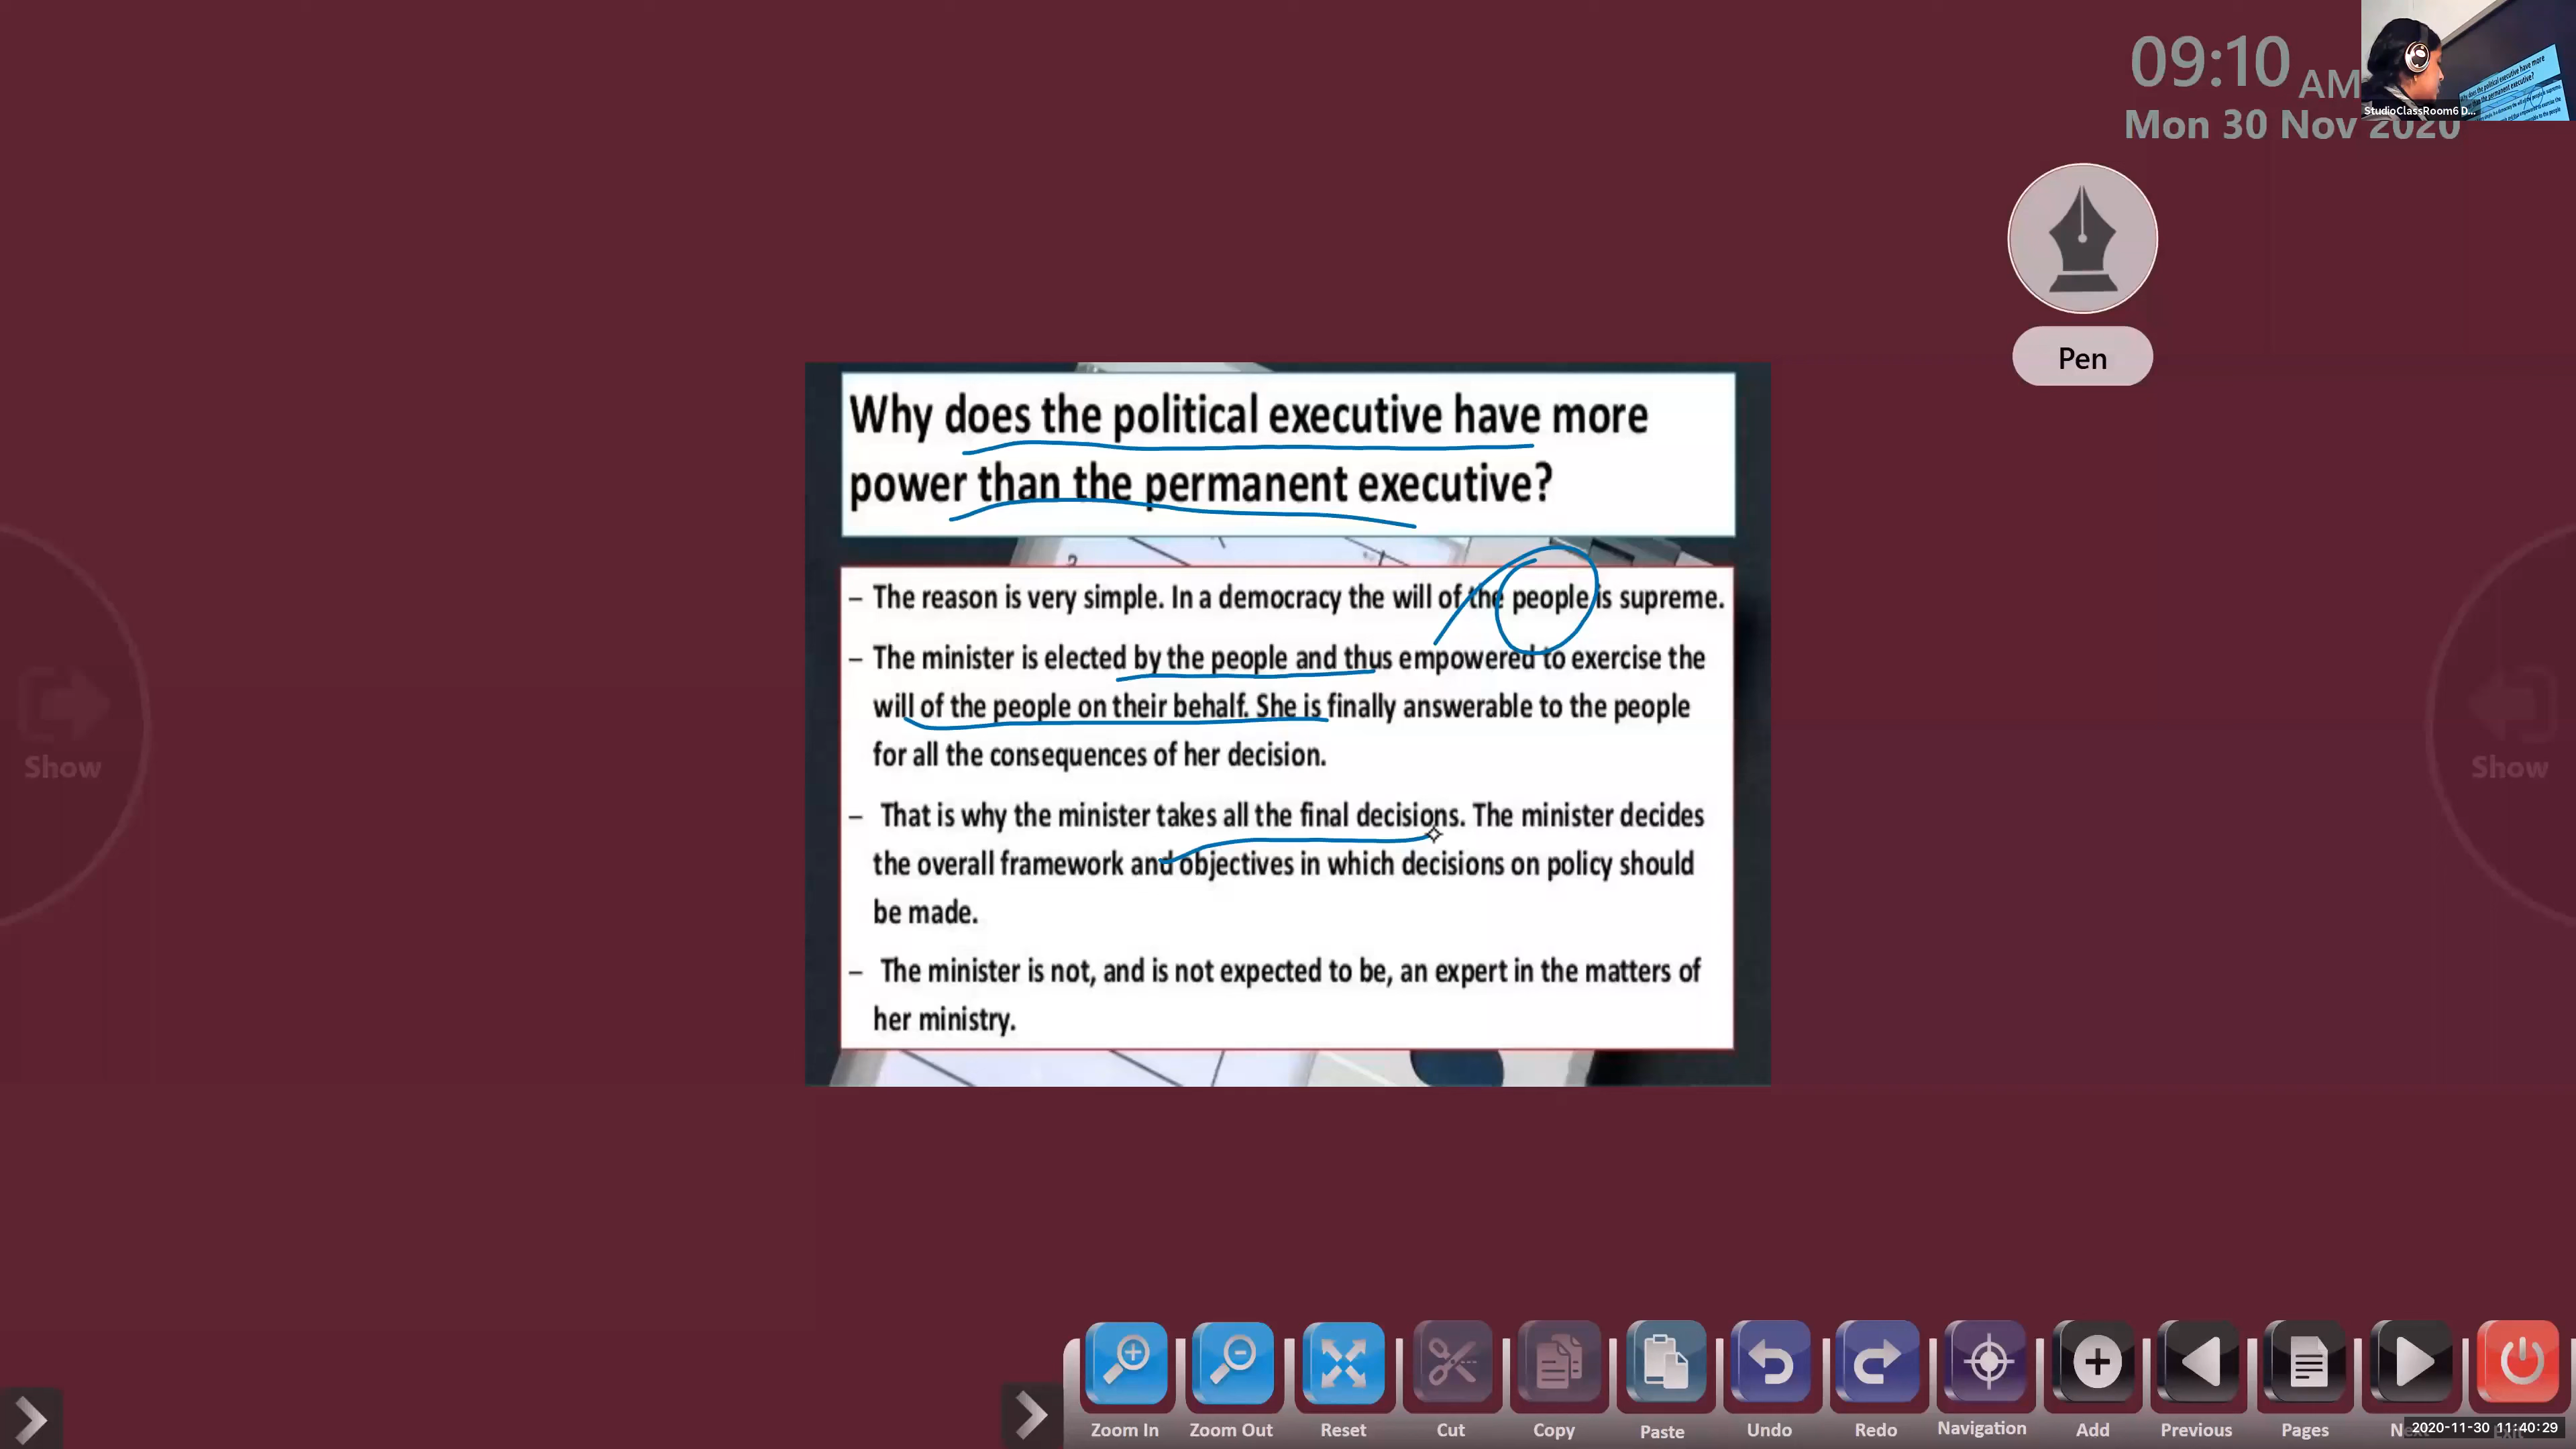 09:10 AM
StudioClassRoom6 D...
Mon 30 Nov 2020
Pen
Why does the political executive have more
power than the permanent executive?
– The reason is very simple. In a democracy the will of the people is supreme.
– The minister is elected by the people and thus empowered to exercise the
will of the people on their behalf. She is finally answerable to the people
for all the consequences of her decision.
– That is why the minister takes all the final decisions. The minister decides
the overall framework and objectives in which decisions on policy should
be made.
– The minister is not, and is not expected to be, an expert in the matters of
her ministry.
Show
Show
Zoom In
Zoom Out
Reset
Cut
Copy
Paste
Undo
Redo
Navigation
Add
Previous
Pages
2020-11-30 11:40:29